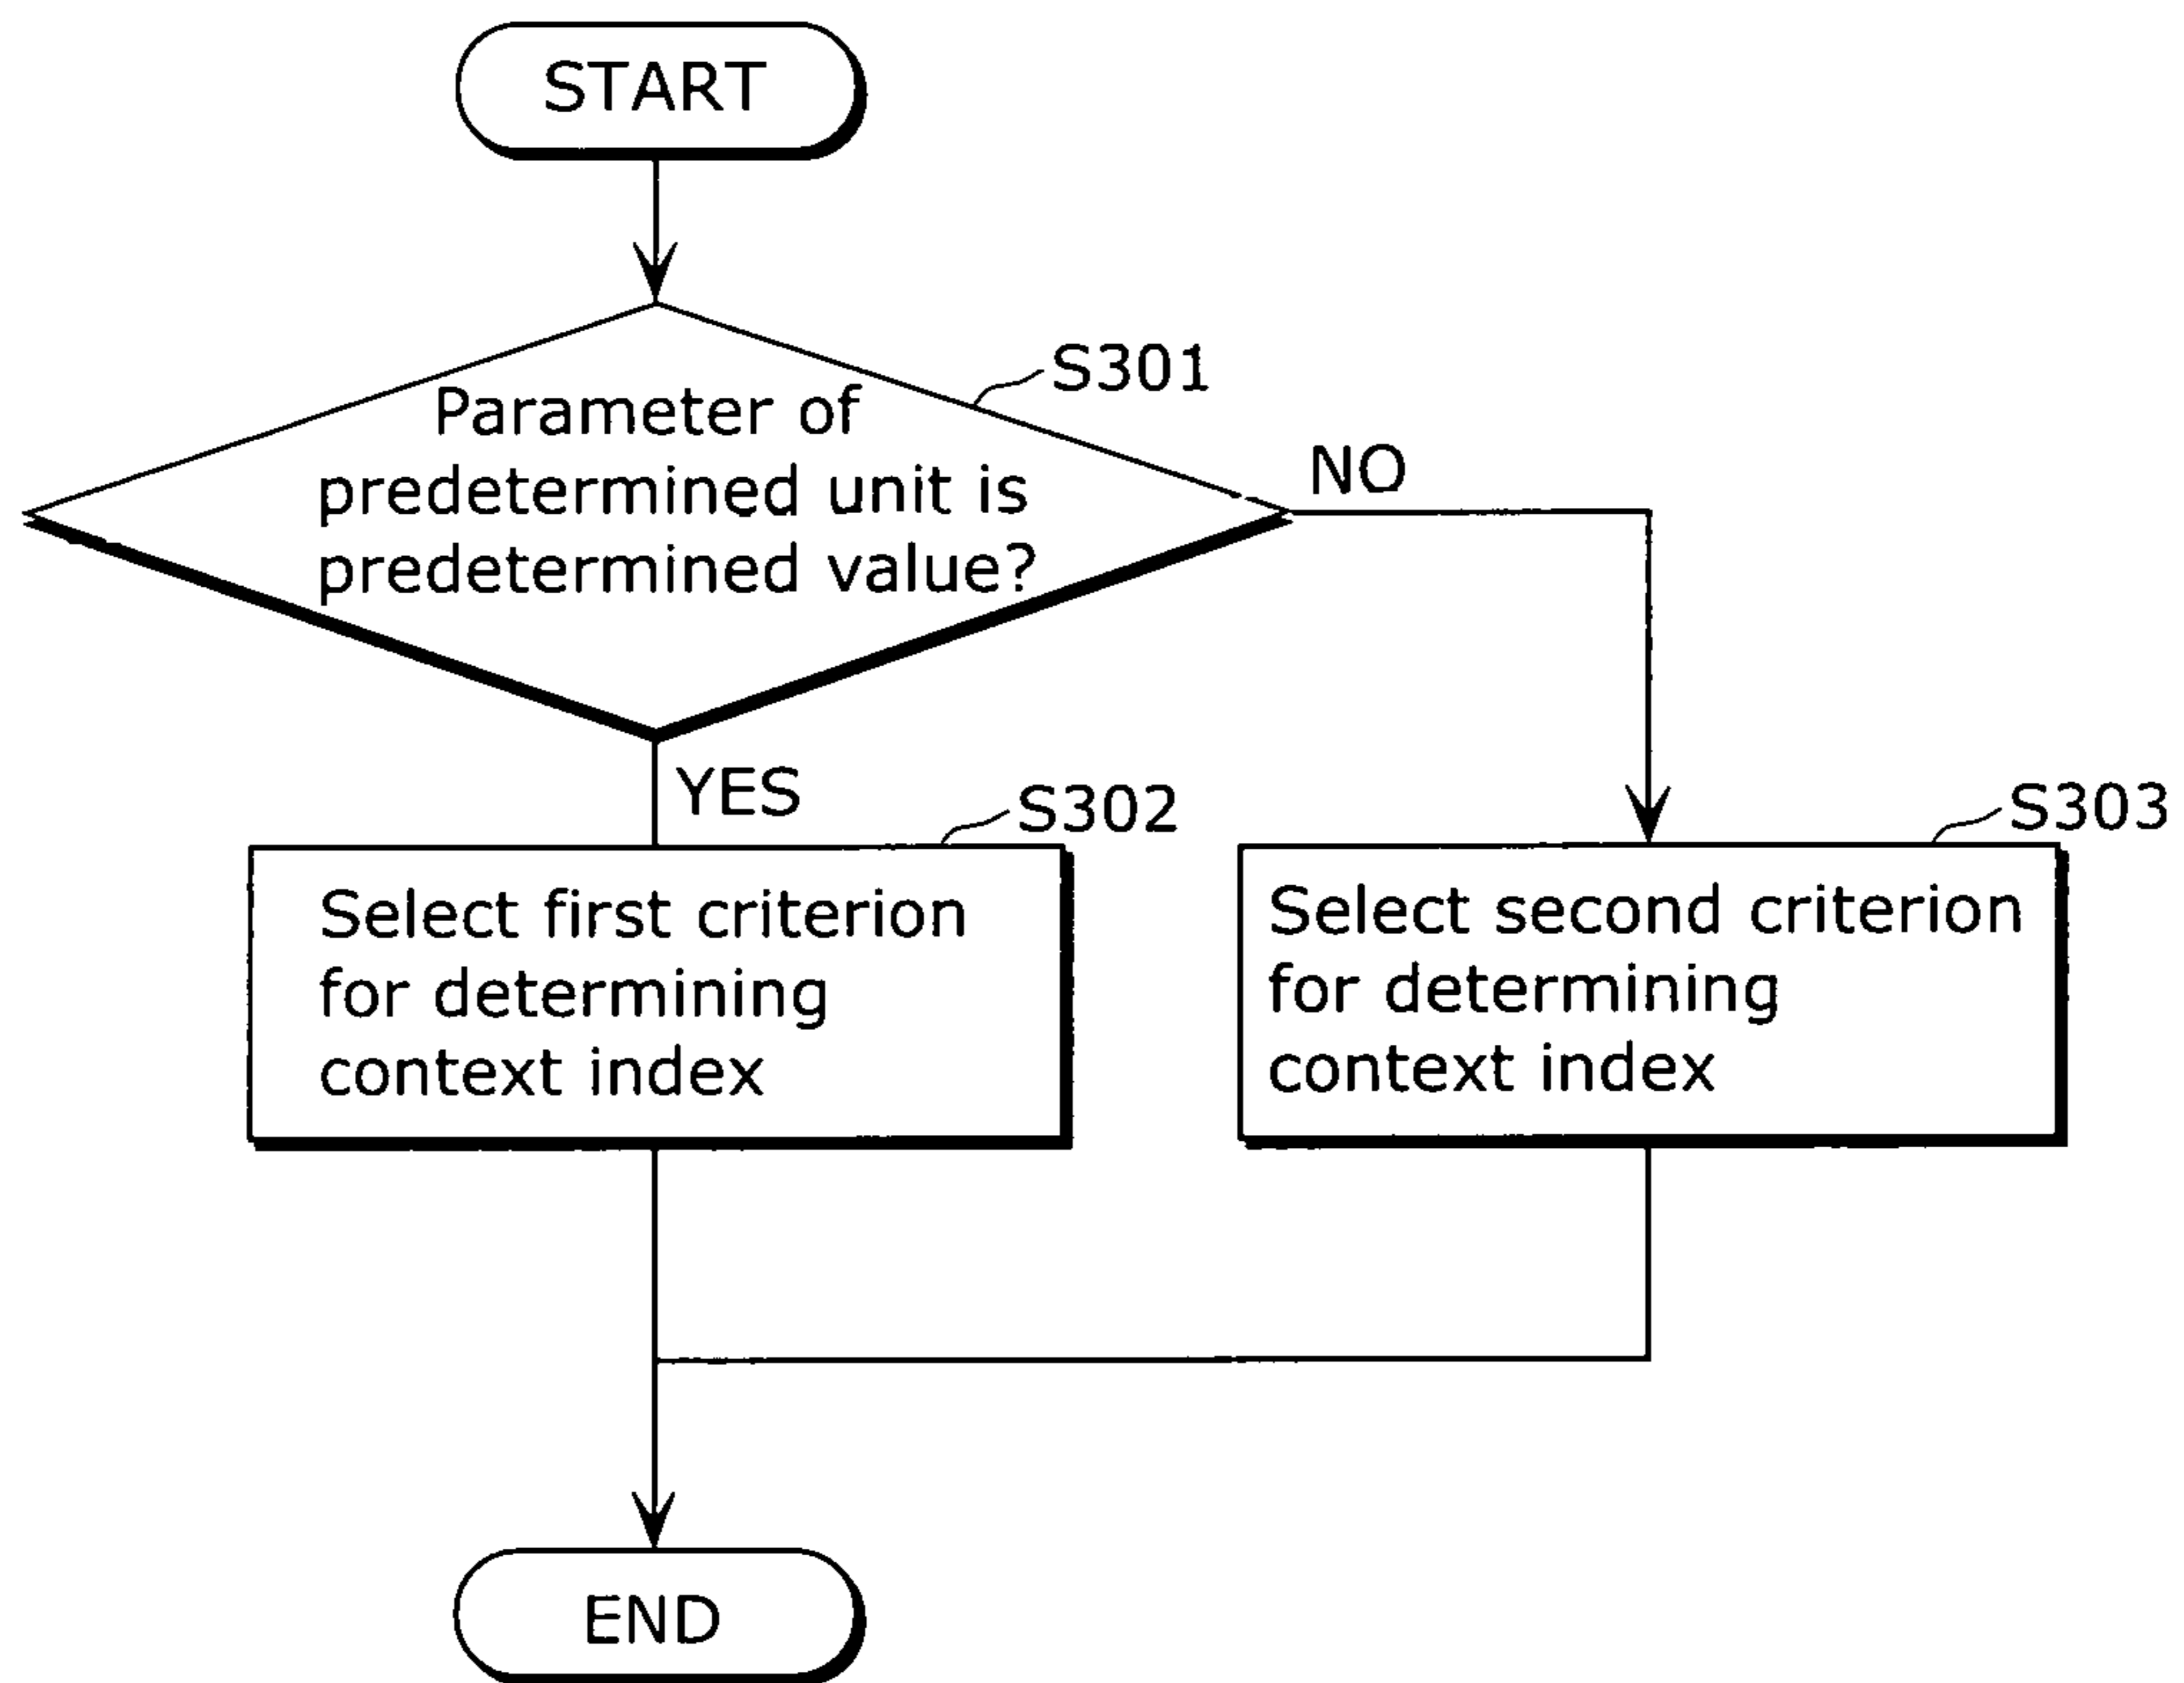 START
S301
Parameter of
predetermined unit is
predetermined value?
NO
YES
S302
Select first criterion
for determining
context index
S303
Select second criterion
for determining
context index
END